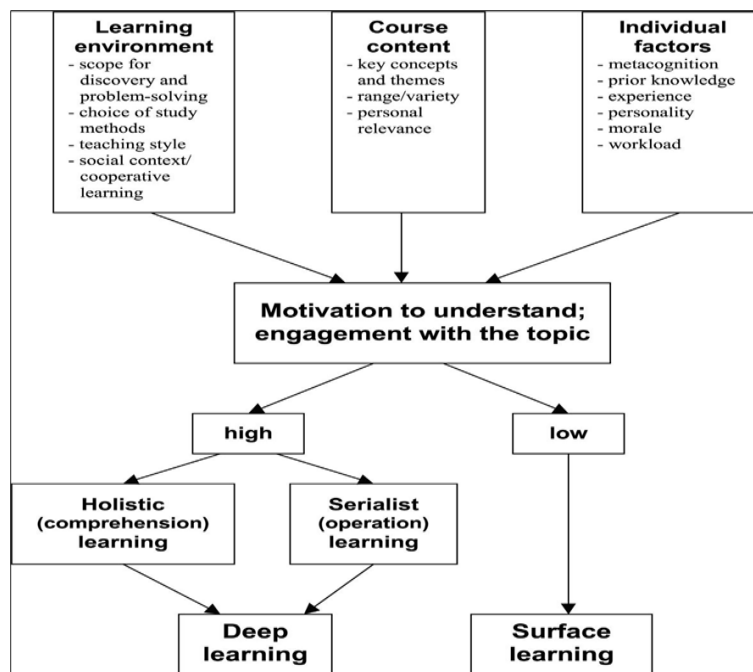 Learning
environment
- scope for
discovery and
problem-solving
- choice of study
methods
- teaching style
- social context/
cooperative
learning
Course
content
- key concepts
and themes
- range/variety
- personal
relevance
Individual
factors
- metacognition
- prior knowledge
- experience
- personality
- morale
- workload
Motivation to understand;
engagement with the topic
high
low
Holistic
(comprehension)
learning
Serialist
(operation)
learning
Deep
learning
Surface
learning